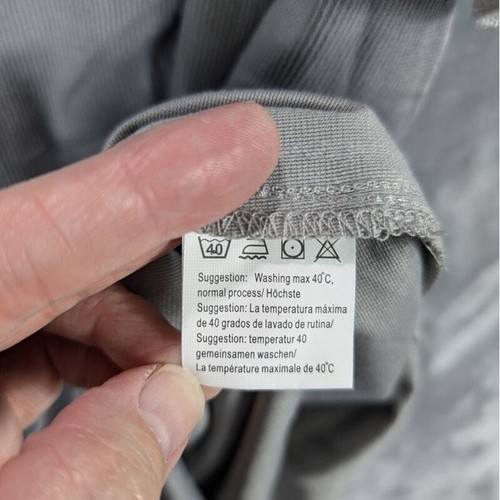 40
Suggestion: Washing max 40°C,
normal process/ Höchste
Suggestion: La temperatura máxima
de 40 grados de lavado de rutina/
Suggestion: temperatur 40
gemeinsamen waschen/
La température maximale de 40°C